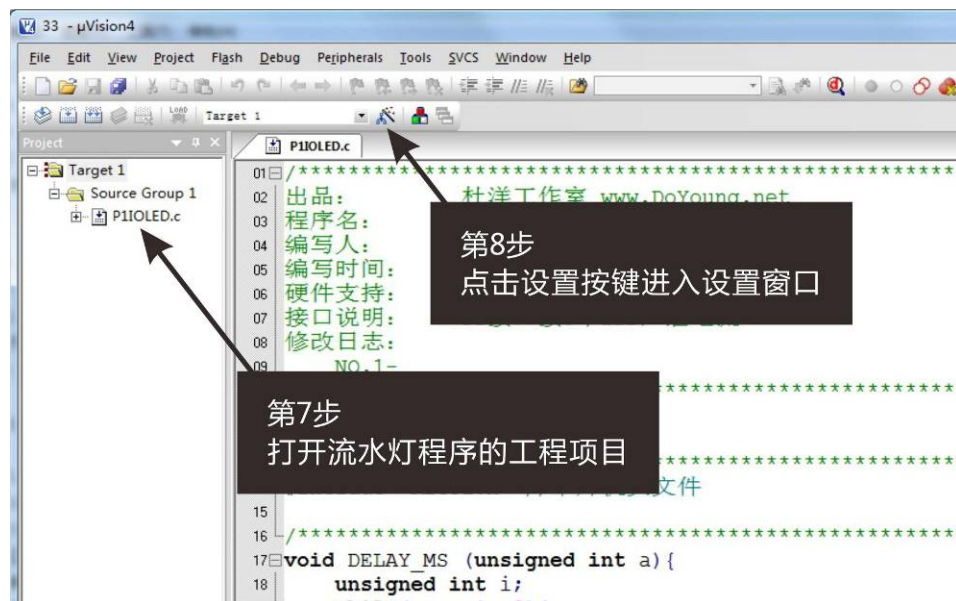 33 - μVision4
File Edit View Project Flash Debug Peripherals Tools SVCS Window Help
LOAD Target 1
Project
P1IOLED.c
Target 1
Source Group 1
P1IOLED.c
01 /*******************************************************
02 出品: 杜洋工作室 www.DoYoung.net
03 程序名:
04 编写人:
05 编写时间:
06 硬件支持:
07 接口说明:
08 修改日志:
09 NO.1-
第8步
点击设置按键进入设置窗口
第7步
打开流水灯程序的工程项目
文件
15
16 /*******************************************************
17 void DELAY_MS (unsigned int a){
18 unsigned int i;